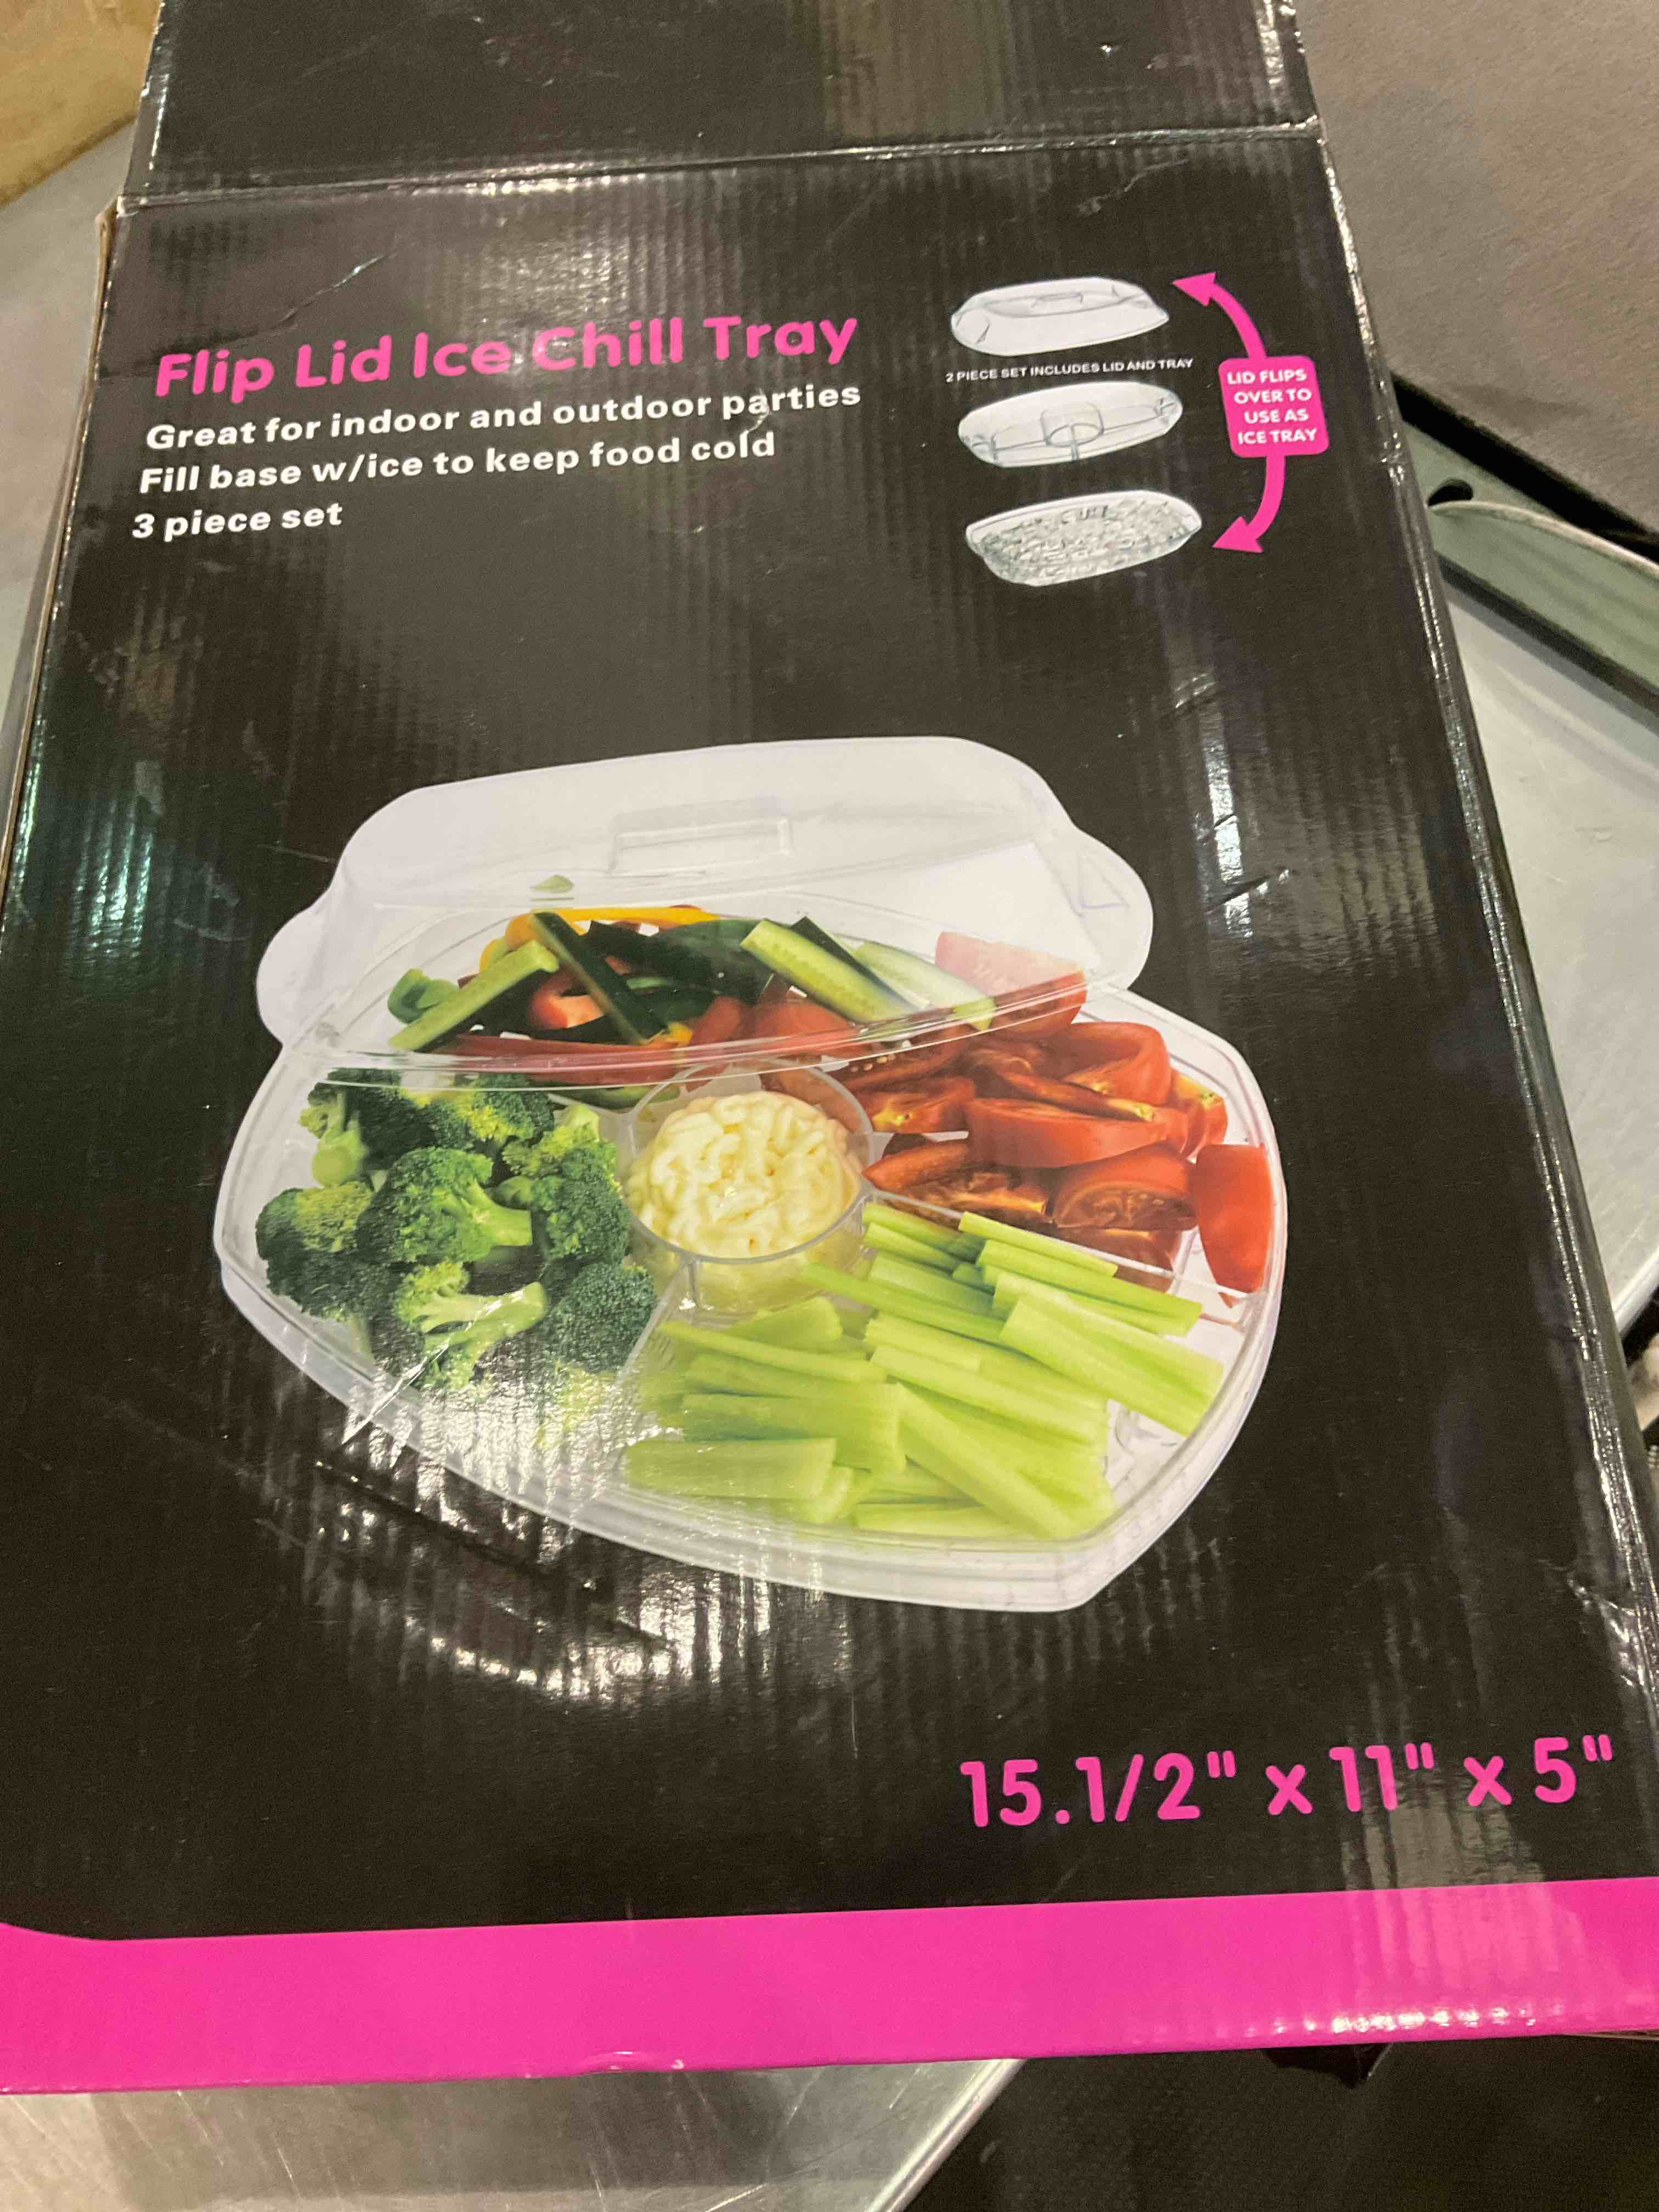 Flip Lid Ice Chill Tray
Great for indoor and outdoor parties
Fill base w/ice to keep food cold
3 piece set
2 PIECE SET INCLUDES LID AND TRAY
LID FLIPS
OVER TO
USE AS
ICE TRAY
15.1/2" x 11" x 5"